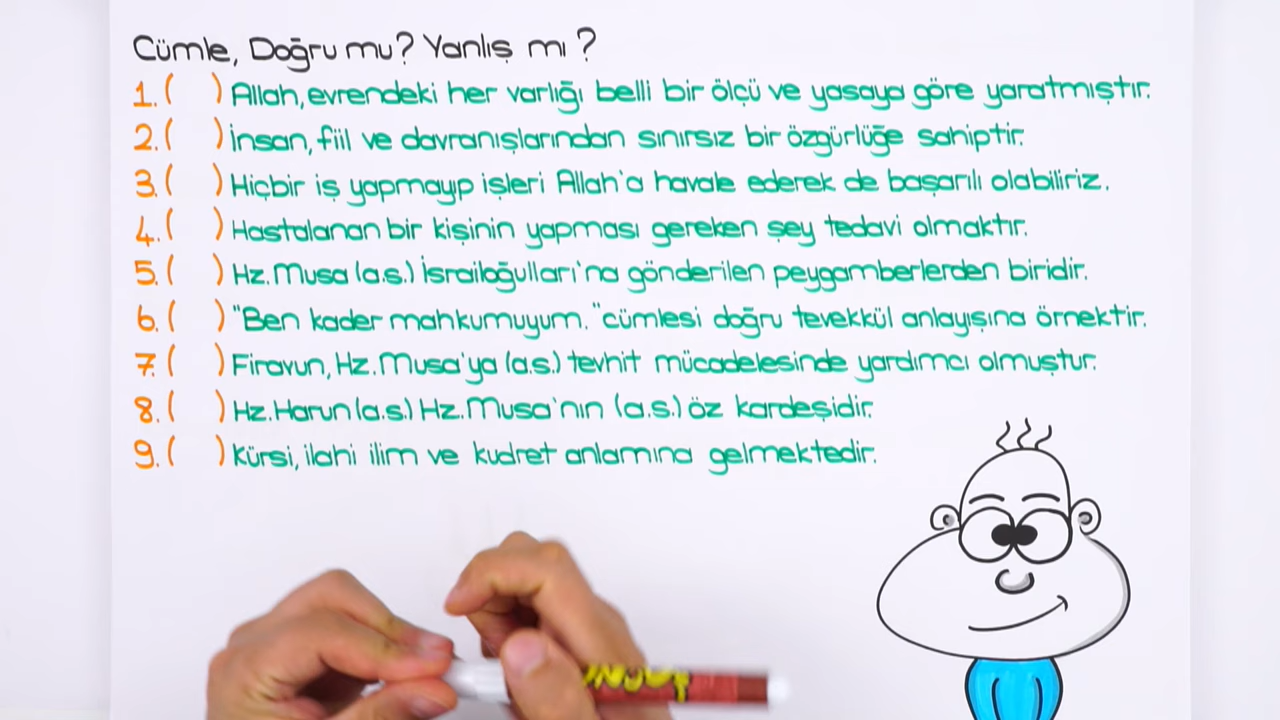 Cümle, Doğru mu? Yanlış mı?
1. ( ) Allah, evrendeki her varlığı belli bir ölçü ve yasaya göre yaratmıştır.
2. ( ) İnsan, fiil ve davranışlarından sınırsız bir özgürlüğe sahiptir.
3. ( ) Hiçbir iş yapmayıp işleri Allah'a havale ederek de başarılı olabiliriz.
4. ( ) Hastalanan bir kişinin yapması gereken şey tedavi olmaktır.
5. ( ) Hz. Musa (a.s.) İsrailoğulları'na gönderilen peygamberlerden biridir.
6. ( ) "Ben kader mahkumuyum." cümlesi doğru tevekkül anlayışına örnektir.
7. ( ) Firavun, Hz. Musa'ya (a.s.) tevhit mücadelesinde yardımcı olmuştur.
8. ( ) Hz. Harun (a.s.) Hz. Musa'nın (a.s.) öz kardeşidir.
9. ( ) Kürsi, ilahi ilim ve kudret anlamına gelmektedir.